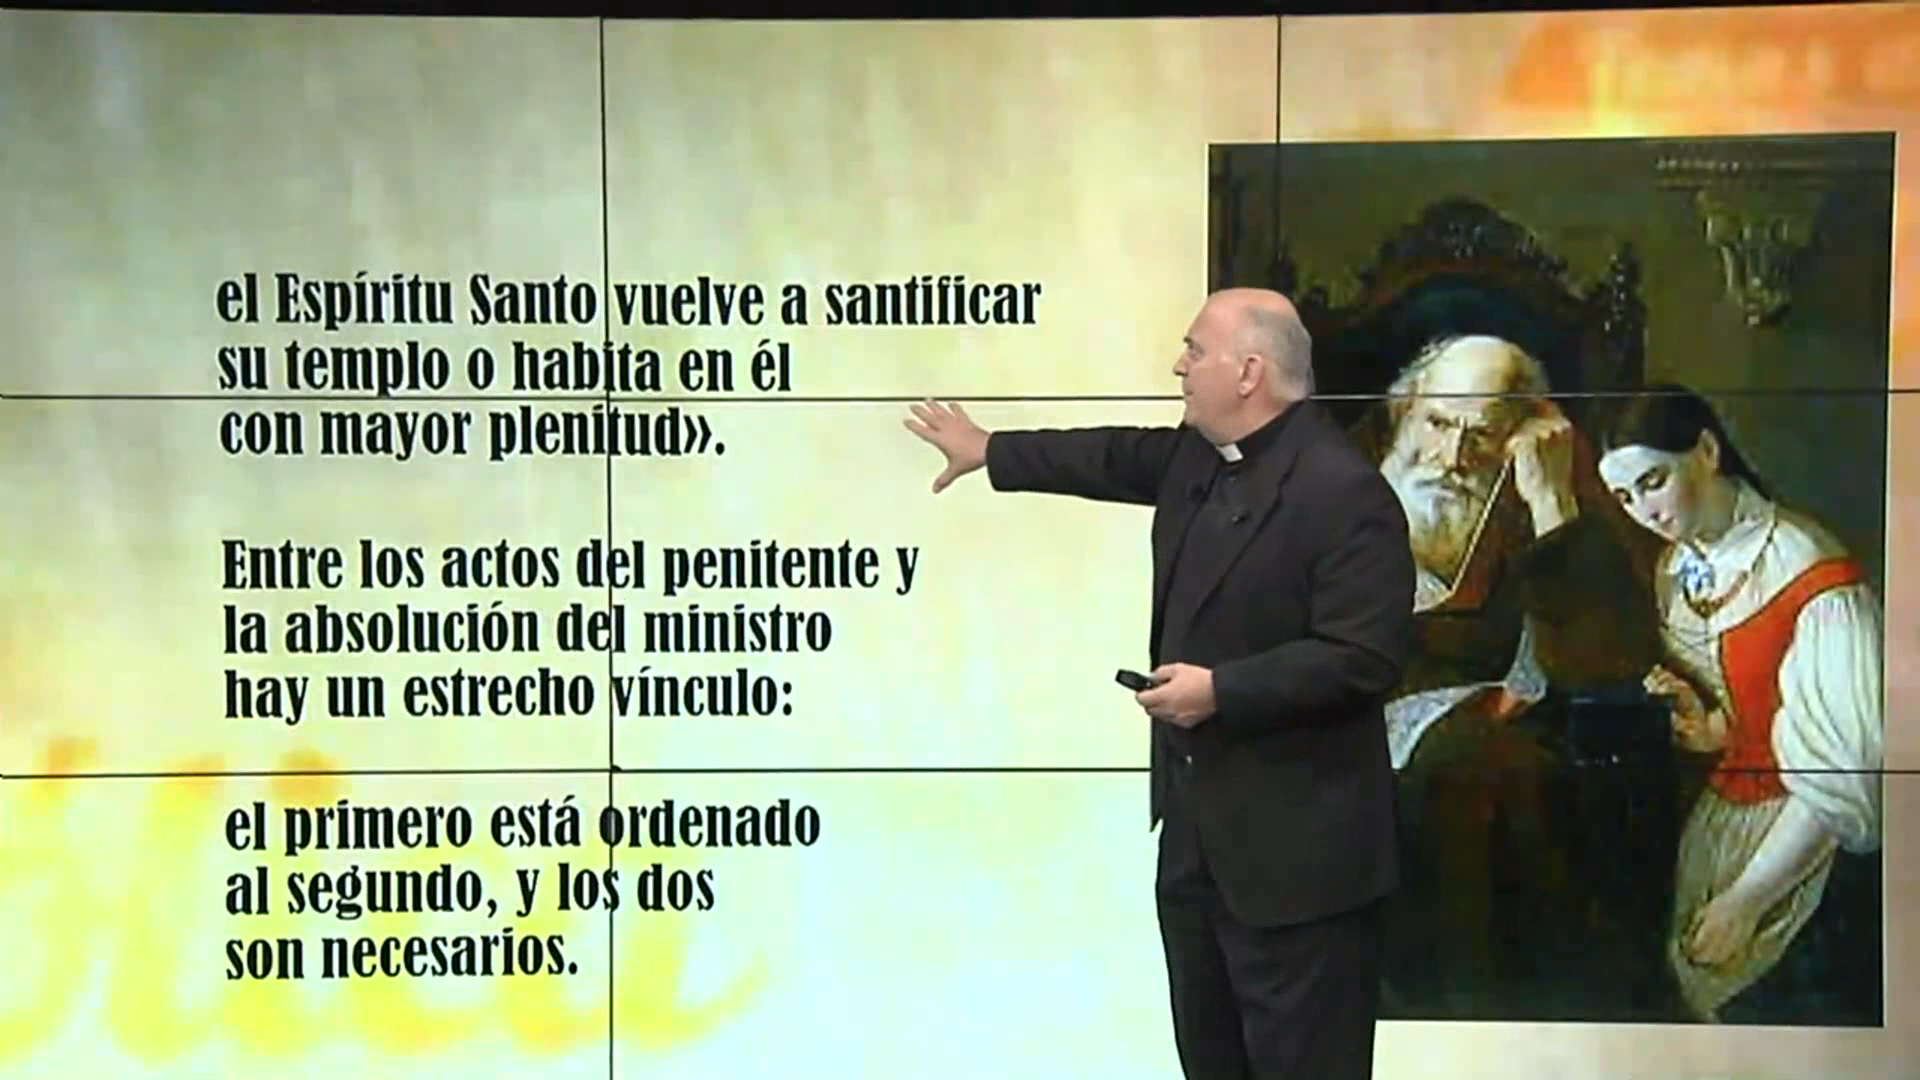 el Espíritu Santo vuelve a santificar
su templo o habita en él
con mayor plenitud».
Entre los actos del penitente y
la absolución del ministro
hay un estrecho vínculo:
el primero está ordenado
al segundo, y los dos
son necesarios.